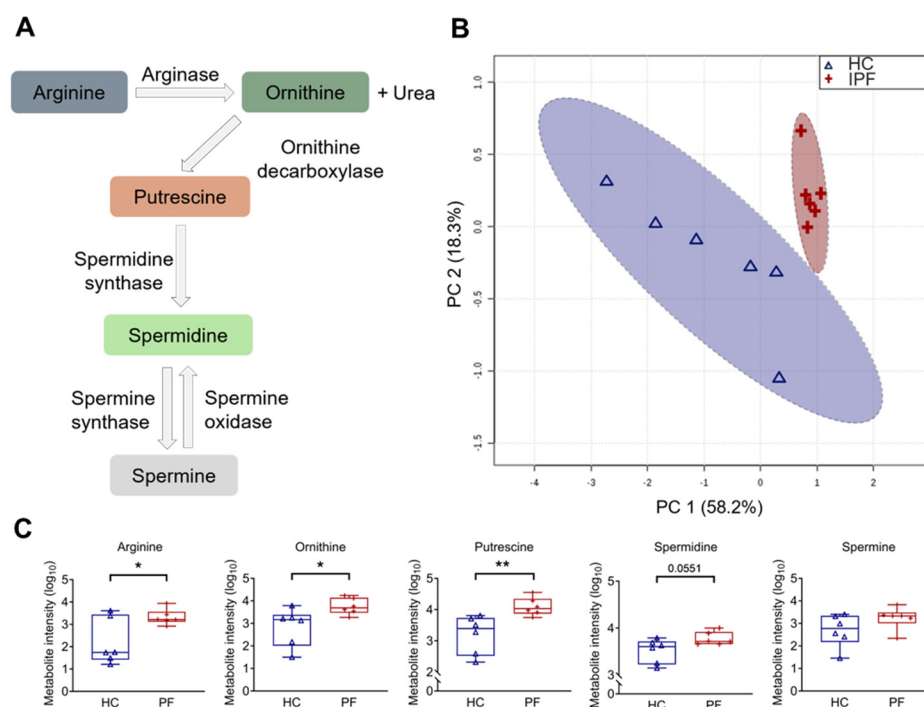 A
Arginine
Arginase
Ornithine
+ Urea
Ornithine
decarboxylase
Putrescine
Spermidine
synthase
Spermidine
Spermine
synthase
Spermine
oxidase
Spermine
B
HC
IPF
PC 2 (18.3%)
1.0
0.5
0.0
-0.5
-1.0
-1.5
-4 -3 -2 -1 0 1 2
PC 1 (58.2%)
C
Arginine
Metabolite intensity (log10)
*
5
4
3
2
1
0
HC PF
Ornithine
Metabolite intensity (log10)
*
5
4
3
2
1
0
HC PF
Putrescine
Metabolite intensity (log10)
**
5
4
3
2
0
HC PF
Spermidine
Metabolite intensity (log10)
0.0551
5
4
3
0
HC PF
Spermine
Metabolite intensity (log10)
5
4
3
2
1
0
HC PF